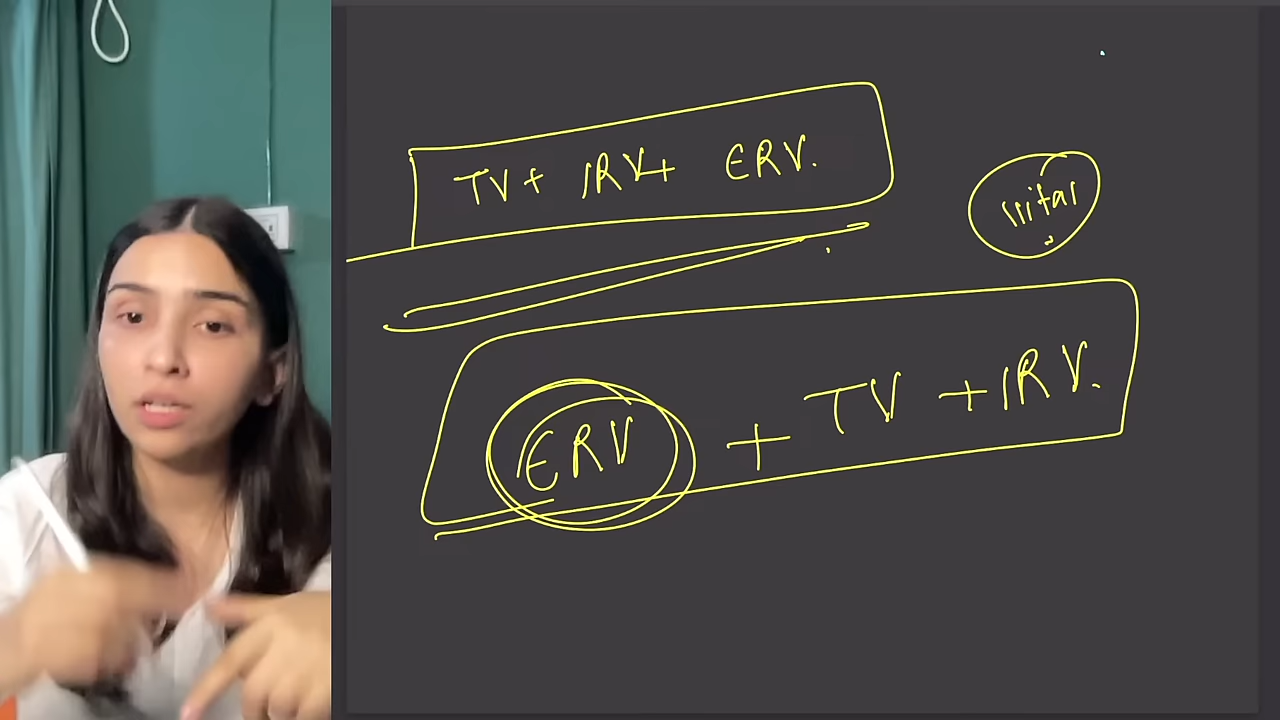 TV + IRV + ERV.
vital
ERV + TV + IRV.